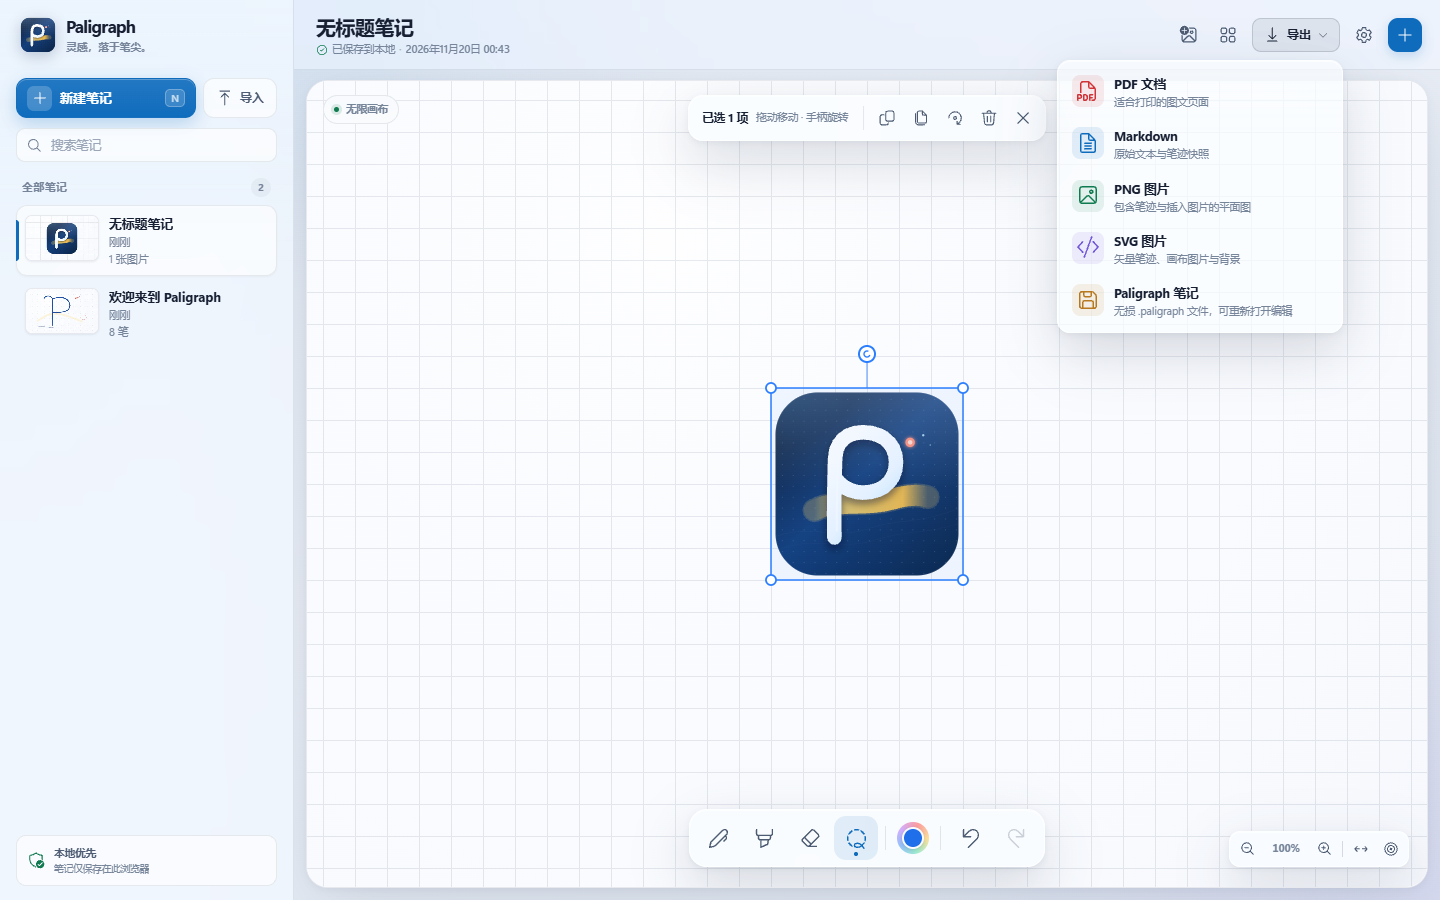 Paligraph
灵感，落于笔尖。
新建笔记 N
导入
搜索笔记
全部笔记 2
无标题笔记
刚刚
1 张图片
欢迎来到 Paligraph
刚刚
8 笔
本地优先
笔记仅保存在此浏览器
无标题笔记
已保存到本地 · 2026年11月20日 00:43
导出
无限画布
已选 1 项 拖动移动 · 手柄旋转
PDF
PDF 文档
适合打印的图文页面
Markdown
原始文本与笔迹快照
PNG 图片
包含笔迹与插入图片的平面图
SVG 图片
矢量笔迹、画布图片与背景
Paligraph 笔记
无损 .paligraph 文件，可重新打开编辑
100%